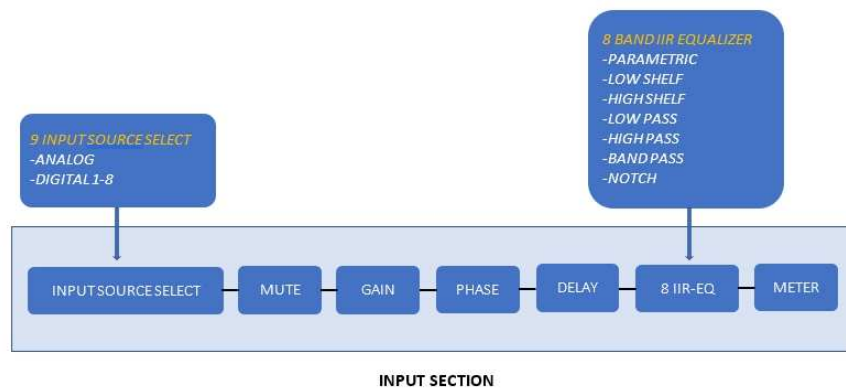 8 BAND IIR EQUALIZER
-PARAMETRIC
-LOW SHELF
-HIGH SHELF
-LOW PASS
-HIGH PASS
-BAND PASS
-NOTCH
9 INPUT SOURCE SELECT
-ANALOG
-DIGITAL 1-8
INPUT SOURCE SELECT
MUTE
GAIN
PHASE
DELAY
8 IIR-EQ
METER
INPUT SECTION